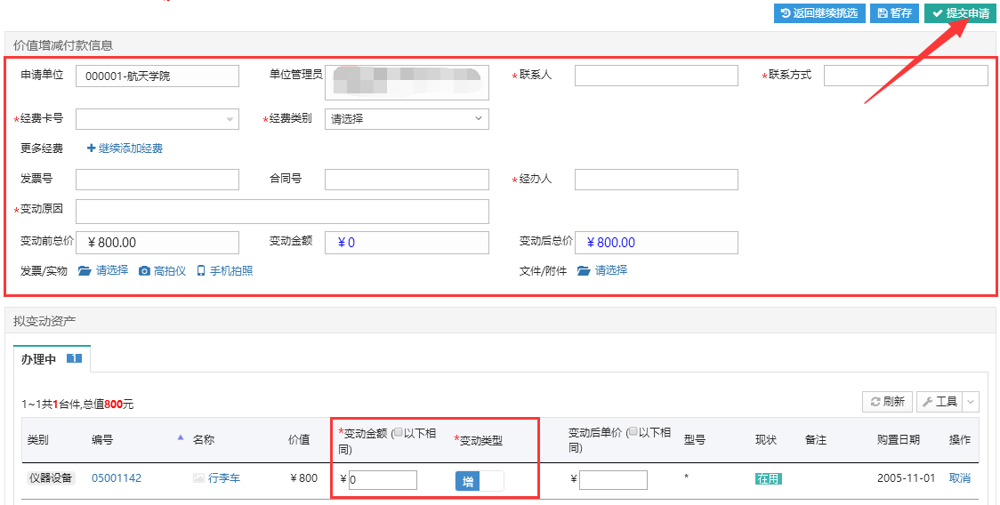 返回继续挑选 暂存 提交申请
价值增减付款信息
申请单位 000001-航天学院 单位管理员 *联系人 *联系方式
*经费卡号 *经费类别 请选择
更多经费 继续添加经费
发票号 合同号 *经办人
*变动原因
变动前总价 ¥800.00 变动金额 ¥0 变动后总价 ¥800.00
发票/实物 请选择 高拍仪 手机拍照 文件/附件 请选择
拟变动资产
办理中 1
1~1共1台件,总值800元 刷新 工具
类别 编号 名称 价值 *变动金额 (以下相同) *变动类型 变动后单价 (以下相同) 型号 现状 备注 购置日期 操作
仪器设备 05001142 行李车 ¥800 ¥0 增 ¥ * 在用 2005-11-01 取消